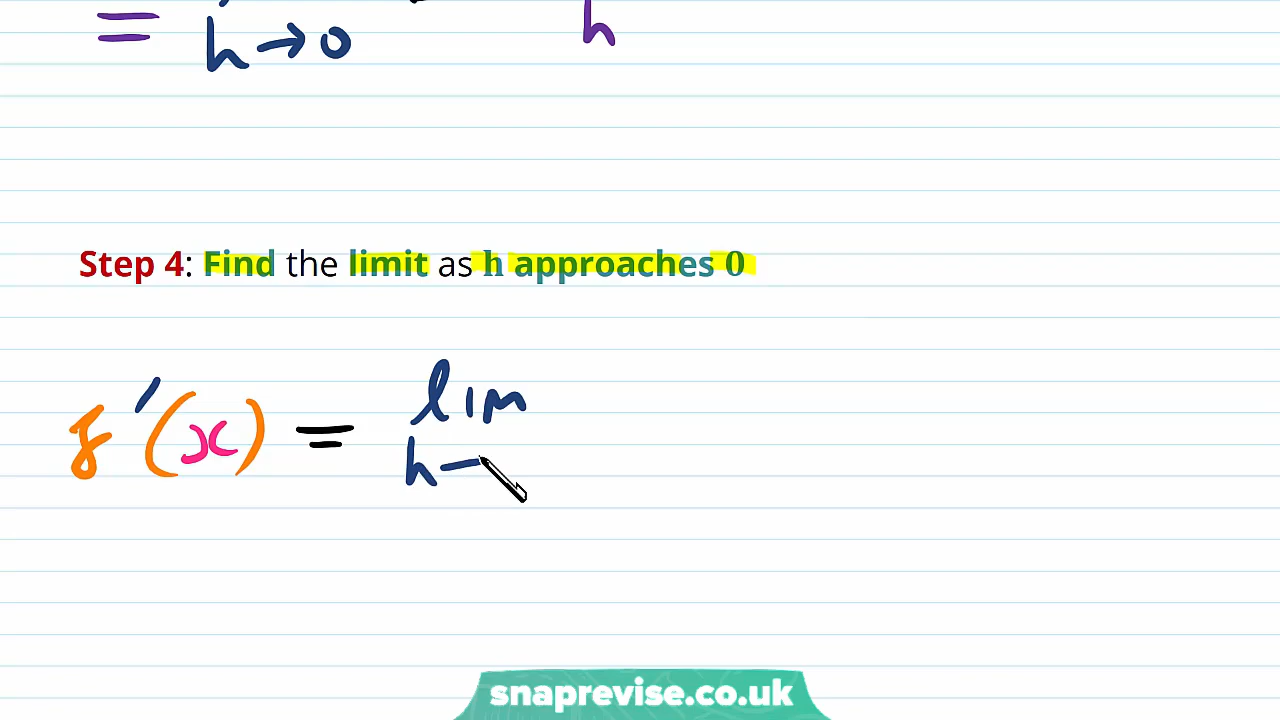 = h → 0 h
Step 4: Find the limit as h approaches 0
f'(x) = lim
h -
snaprevise.co.uk